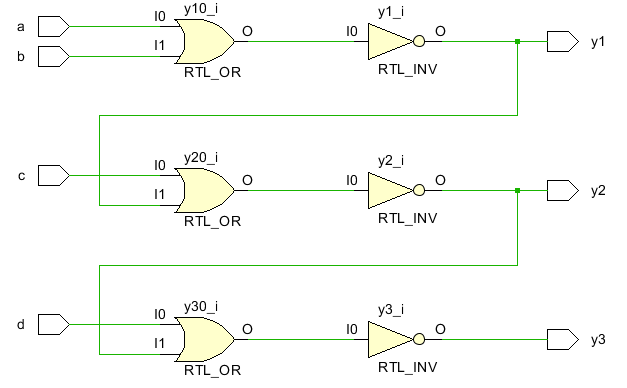 y10_i y1_i
a I0 O I0 O y1
b I1
RTL_OR RTL_INV
y20_i y2_i
c I0 O I0 O y2
I1
RTL_OR RTL_INV
y30_i y3_i
d I0 O I0 O y3
I1
RTL_OR RTL_INV